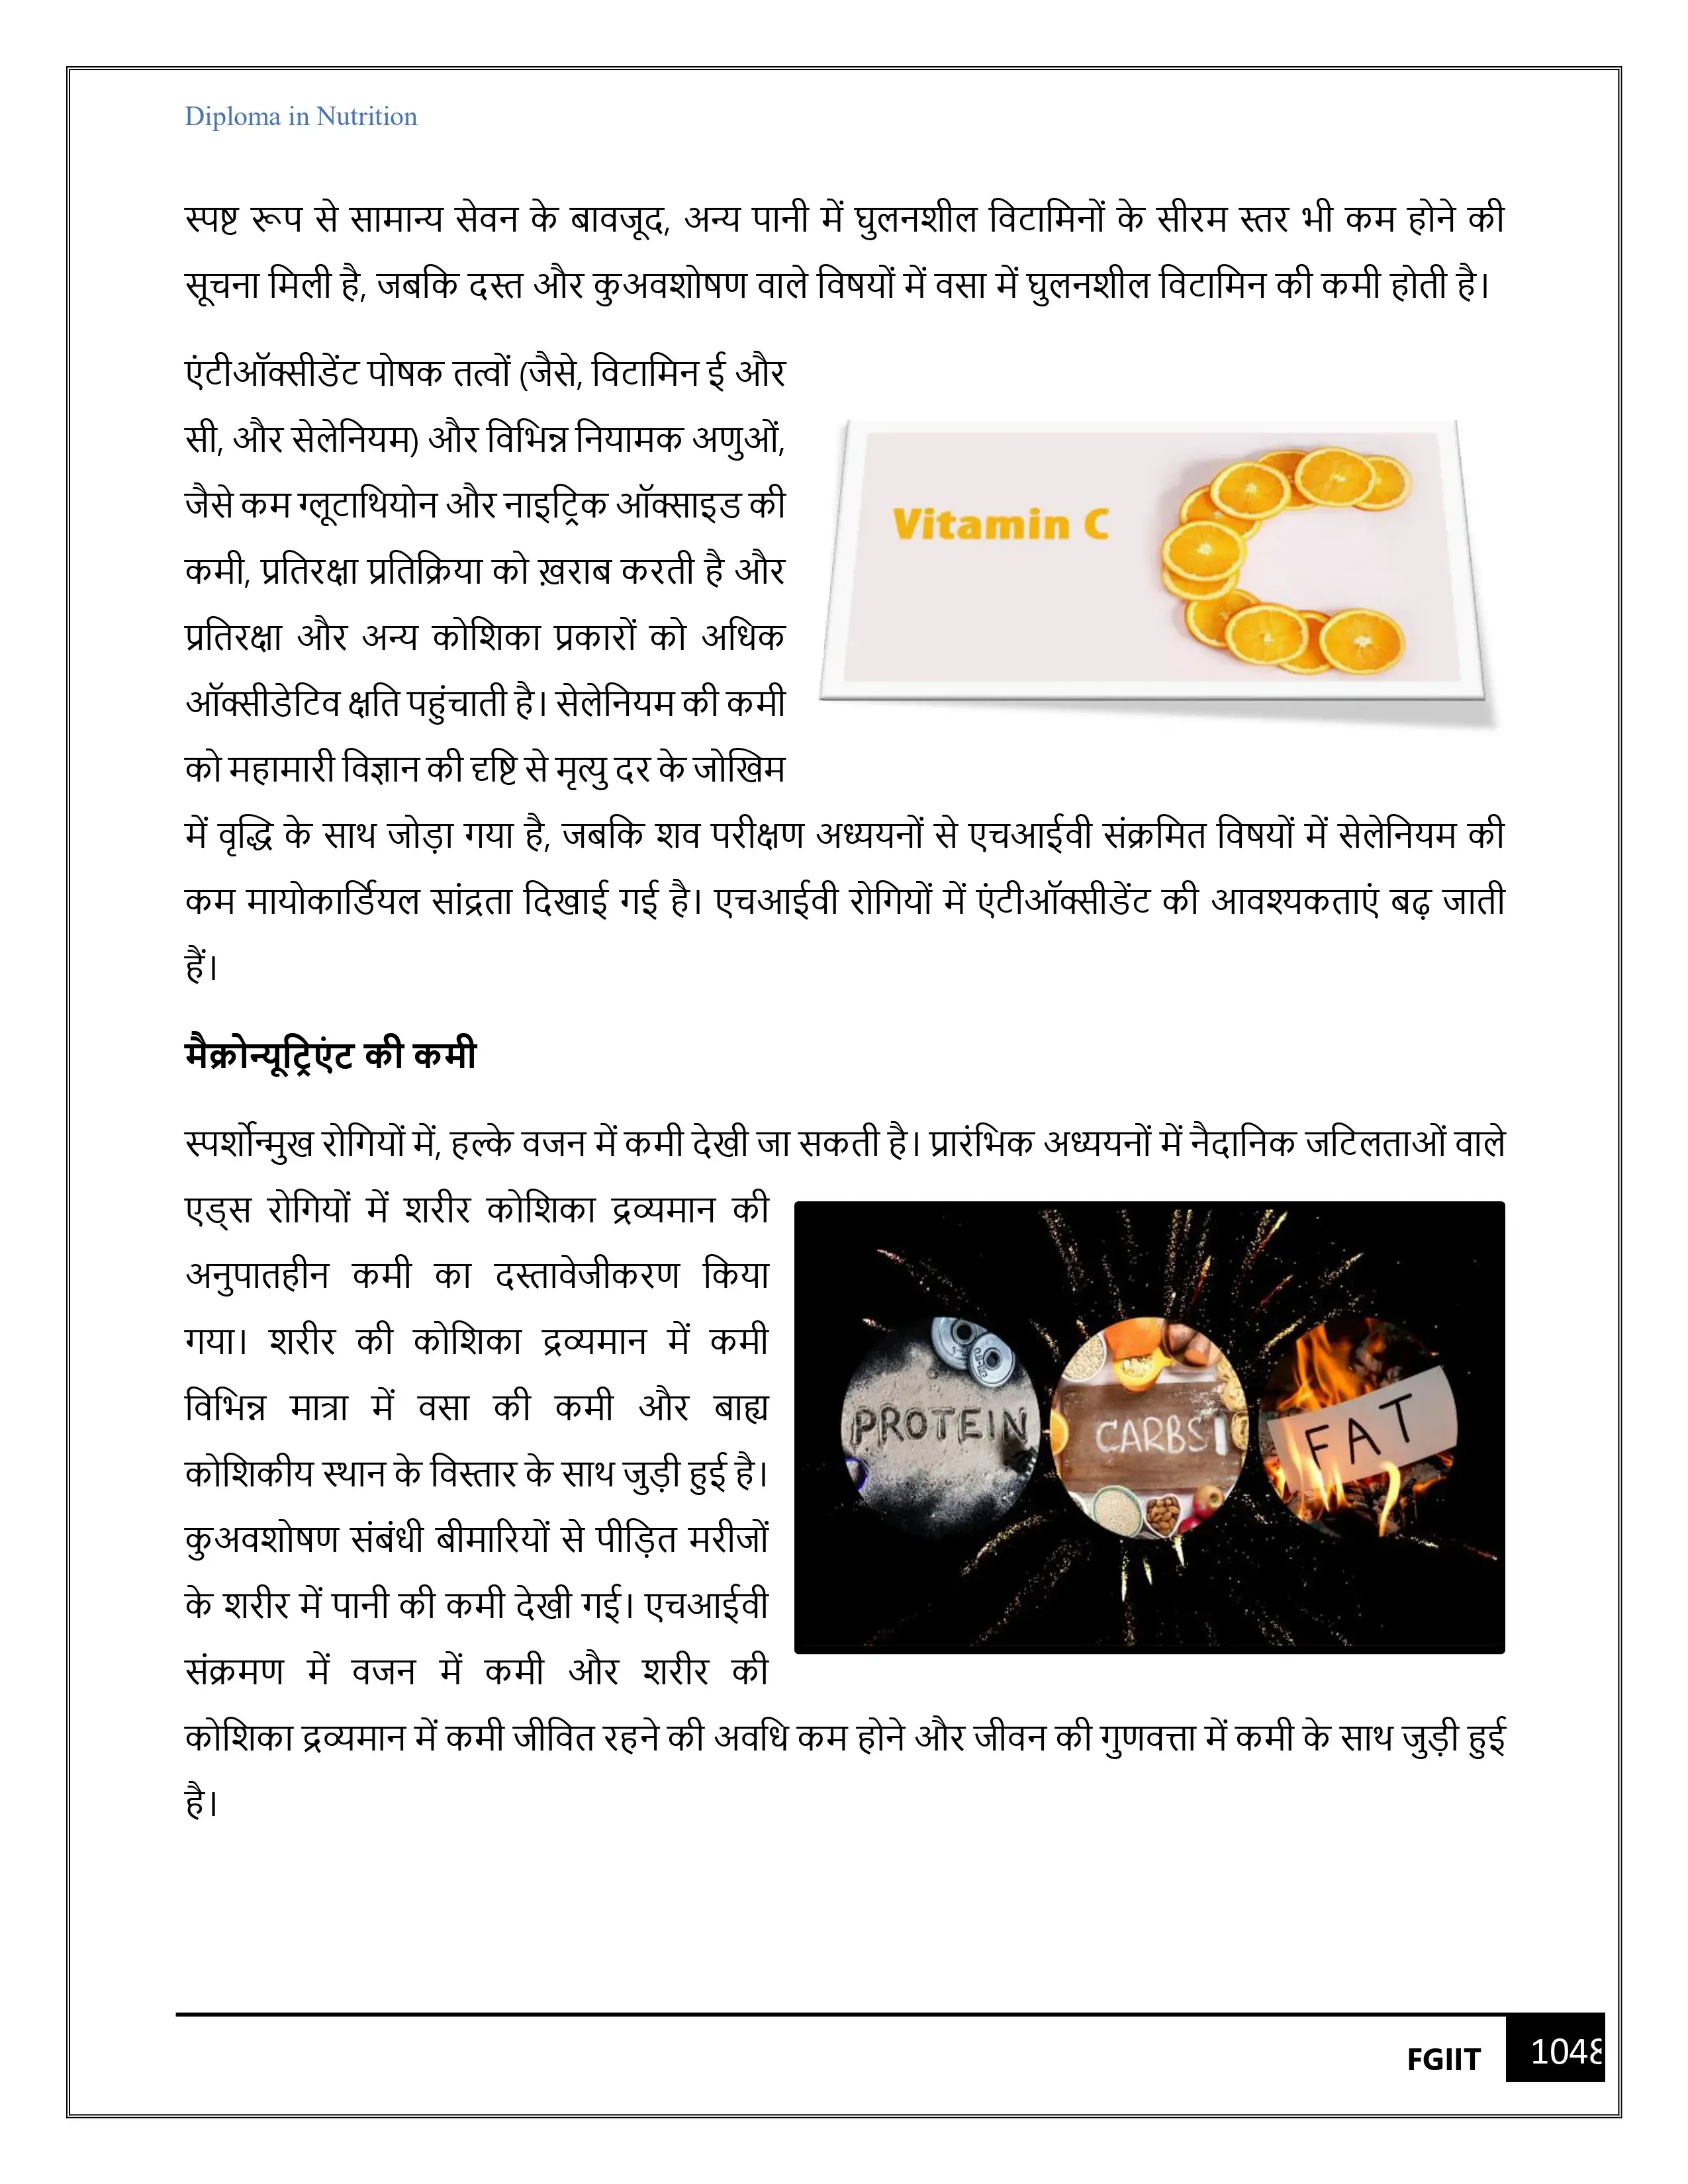 Diploma in Nutrition
स्पष्ट रूप से सामान्य सेवन के बावजूद, अन्य पानी में घुलनशील विटामिनों के सीरम स्तर भी कम होने की
सूचना मिली है, जबकि दस्त और कुअवशोषण वाले विषयों में वसा में घुलनशील विटामिन की कमी होती है।
एंटीऑक्सीडेंट पोषक तत्वों (जैसे, विटामिन ई और
सी, और सेलेनियम) और विभिन्न नियामक अणुओं,
जैसे कम ग्लूटाथियोन और नाइट्रिक ऑक्साइड की
कमी, प्रतिरक्षा प्रतिक्रिया को ख़राब करती है और
प्रतिरक्षा और अन्य कोशिका प्रकारों को अधिक
ऑक्सीडेटिव क्षति पहुंचाती है। सेलेनियम की कमी
को महामारी विज्ञान की दृष्टि से मृत्यु दर के जोखिम
Vitamin C
में वृद्धि के साथ जोड़ा गया है, जबकि शव परीक्षण अध्ययनों से एचआईवी संक्रमित विषयों में सेलेनियम की
कम मायोकार्डियल सांद्रता दिखाई गई है। एचआईवी रोगियों में एंटीऑक्सीडेंट की आवश्यकताएं बढ़ जाती
हैं।
मैक्रोन्यूट्रिएंट की कमी
स्पर्शोन्मुख रोगियों में, हल्के वजन में कमी देखी जा सकती है। प्रारंभिक अध्ययनों में नैदानिक जटिलताओं वाले
एड्स रोगियों में शरीर कोशिका द्रव्यमान की
अनुपातहीन कमी का दस्तावेजीकरण किया
गया। शरीर की कोशिका द्रव्यमान में कमी
विभिन्न मात्रा में वसा की कमी और बाह्य
कोशिकीय स्थान के विस्तार के साथ जुड़ी हुई है।
कुअवशोषण संबंधी बीमारियों से पीड़ित मरीजों
के शरीर में पानी की कमी देखी गई। एचआईवी
संक्रमण में वजन में कमी और शरीर की
PROTEIN
CARBS
FAT
कोशिका द्रव्यमान में कमी जीवित रहने की अवधि कम होने और जीवन की गुणवत्ता में कमी के साथ जुड़ी हुई
है।
FGIIT
1048